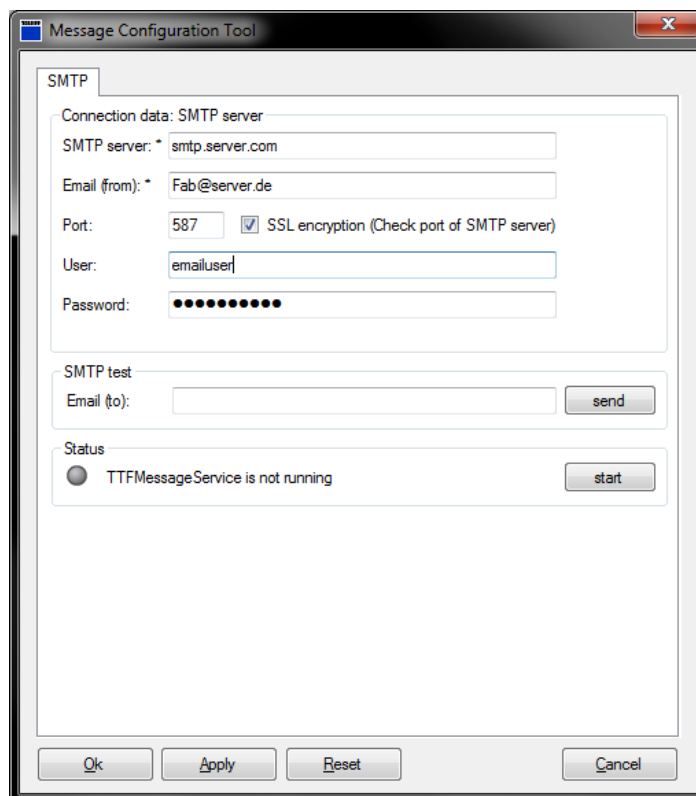 Message Configuration Tool
SMTP
Connection data: SMTP server
SMTP server: * smtp.server.com
Email (from): * Fab@server.de
Port: 587 SSL encryption (Check port of SMTP server)
User: emailuser
Password: ●●●●●●●●●●
SMTP test
Email (to): send
Status
TTFMessageService is not running start
Ok Apply Reset Cancel